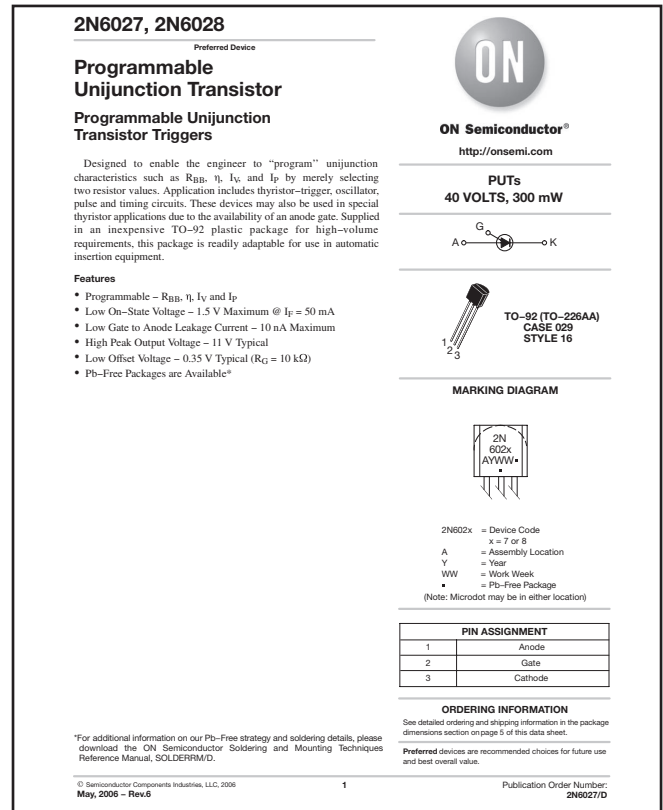 2N6027, 2N6028
Preferred Device
Programmable
Unijunction Transistor
Programmable Unijunction
Transistor Triggers
Designed to enable the engineer to “program” unijunction
characteristics such as RBB, η, IV, and IP by merely selecting
two resistor values. Application includes thyristor−trigger, oscillator,
pulse and timing circuits. These devices may also be used in special
thyristor applications due to the availability of an anode gate. Supplied
in an inexpensive TO−92 plastic package for high−volume
requirements, this package is readily adaptable for use in automatic
insertion equipment.
Features
• Programmable − RBB, η, IV and IP
• Low On−State Voltage − 1.5 V Maximum @ IF = 50 mA
• Low Gate to Anode Leakage Current − 10 nA Maximum
• High Peak Output Voltage − 11 V Typical
• Low Offset Voltage − 0.35 V Typical (RG = 10 kΩ)
• Pb−Free Packages are Available*
*For additional information on our Pb−Free strategy and soldering details, please
download the ON Semiconductor Soldering and Mounting Techniques
Reference Manual, SOLDERRM/D.
ON
ON Semiconductor®
http://onsemi.com
PUTs
40 VOLTS, 300 mW
G
A K
TO−92 (TO−226AA)
CASE 029
STYLE 16
1
2
3
MARKING DIAGRAM
2N
602x
AYWW▪
▪
2N602x = Device Code
x = 7 or 8
A = Assembly Location
Y = Year
WW = Work Week
▪ = Pb−Free Package
(Note: Microdot may be in either location)
PIN ASSIGNMENT
1 Anode
2 Gate
3 Cathode
ORDERING INFORMATION
See detailed ordering and shipping information in the package
dimensions section on page 5 of this data sheet.
Preferred devices are recommended choices for future use
and best overall value.
© Semiconductor Components Industries, LLC, 2006
May, 2006 − Rev.6
1
Publication Order Number:
2N6027/D